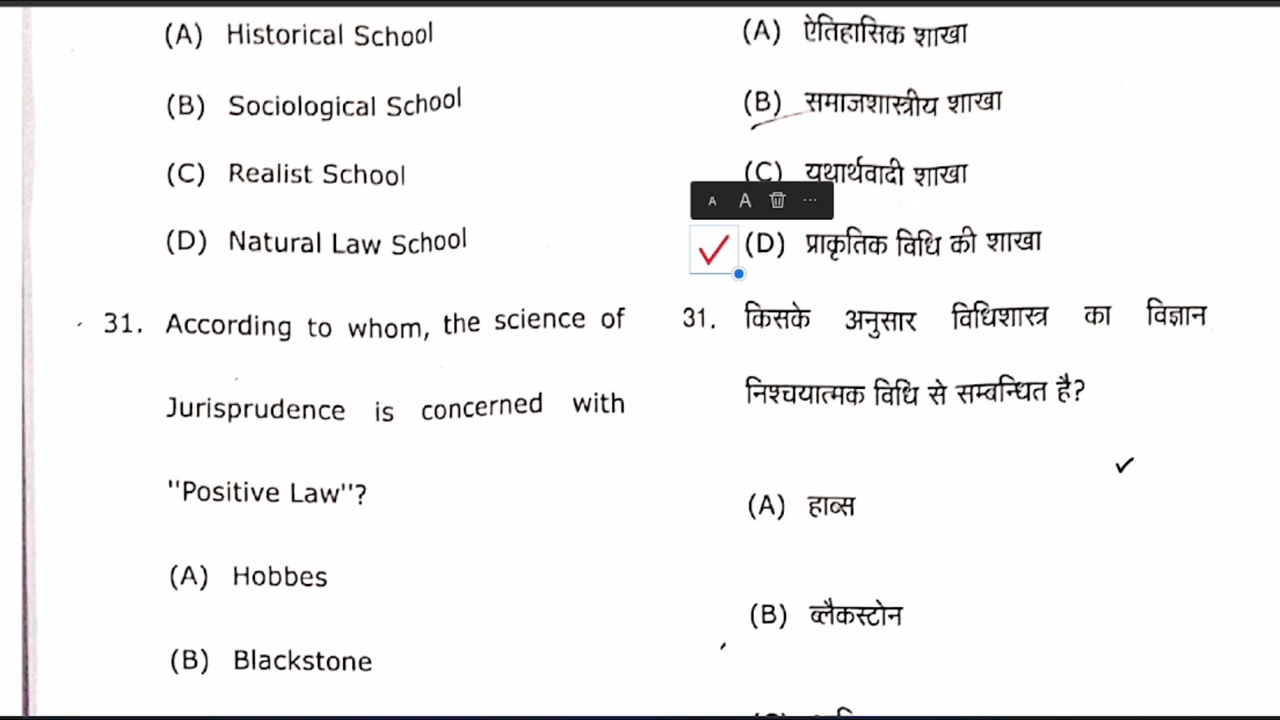 (A) Historical School
(B) Sociological School
(C) Realist School
(D) Natural Law School
31. According to whom, the science of
Jurisprudence is concerned with
"Positive Law"?
(A) Hobbes
(B) Blackstone
(A) ऐतिहासिक शाखा
(B) समाजशास्त्रीय शाखा
(C) यथार्थवादी शाखा
A A ...
(D) प्राकृतिक विधि की शाखा
31. किसके अनुसार विधिशास्त्र का विज्ञान
निश्चयात्मक विधि से सम्बन्धित है?
(A) हाब्स
(B) ब्लैकस्टोन